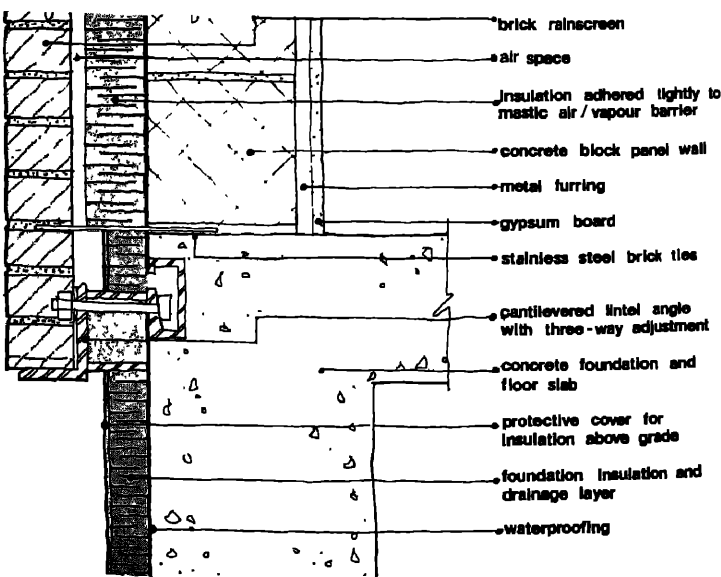 brick rainscreen
air space
insulation adhered tightly to
mastic air / vapour barrier
concrete block panel wall
metal furring
gypsum board
stainless steel brick ties
cantilevered lintel angle
with three-way adjustment
concrete foundation and
floor slab
protective cover for
insulation above grade
foundation insulation and
drainage layer
waterproofing